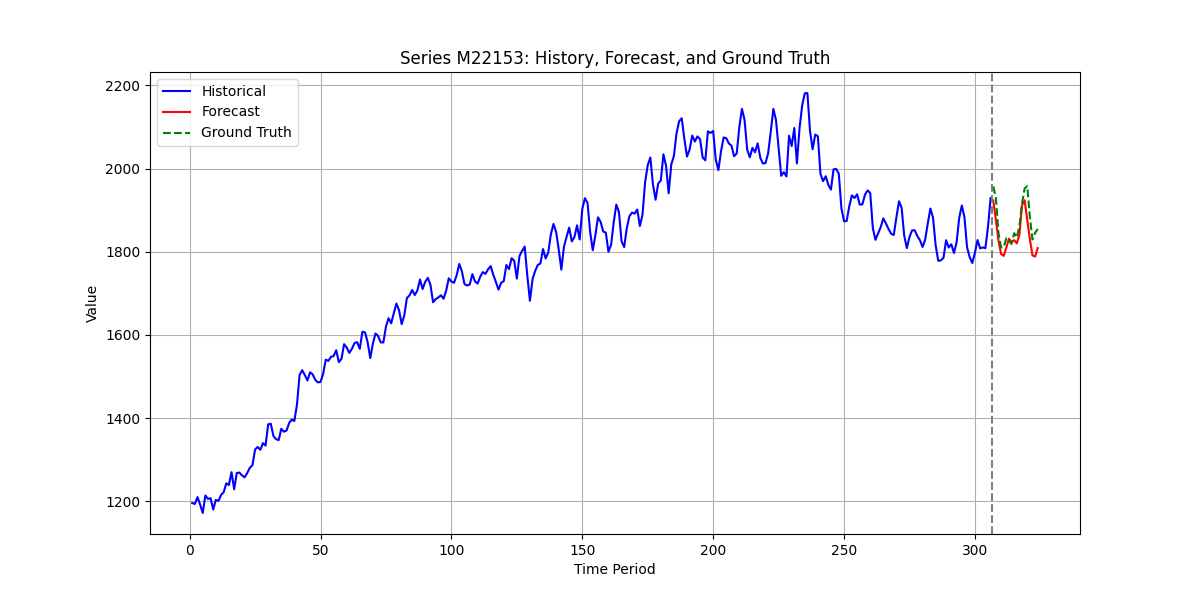 Series M22153: History, Forecast, and Ground Truth
Historical
Forecast
Ground Truth
2200
2000
1800
1600
1400
1200
Value
0 50 100 150 200 250 300
Time Period